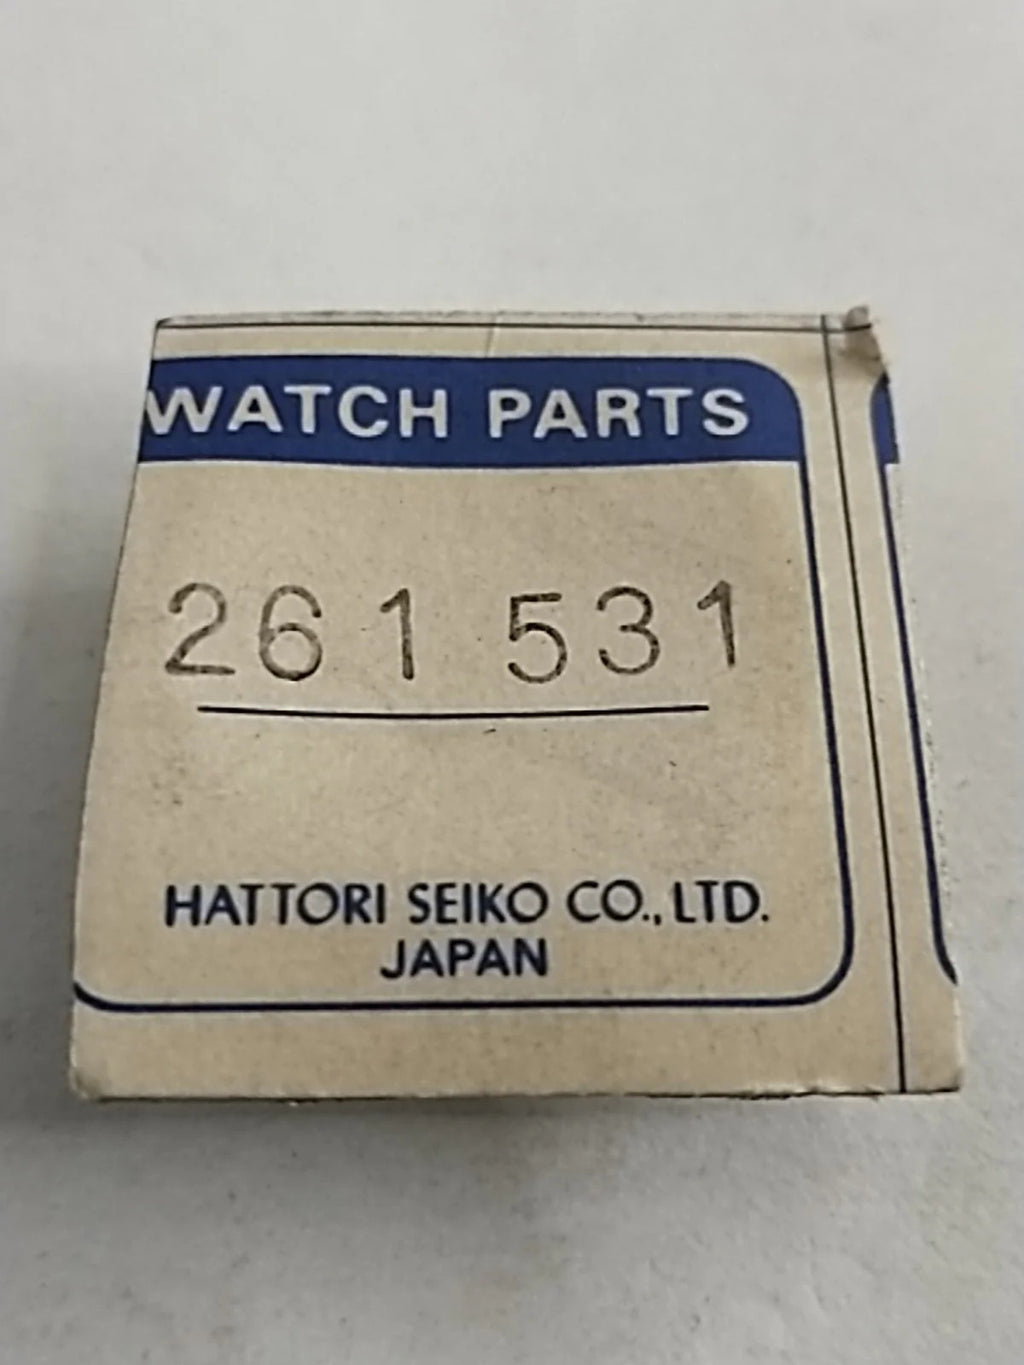 WATCH PARTS
261 531
HATTORI SEIKO CO., LTD.
JAPAN